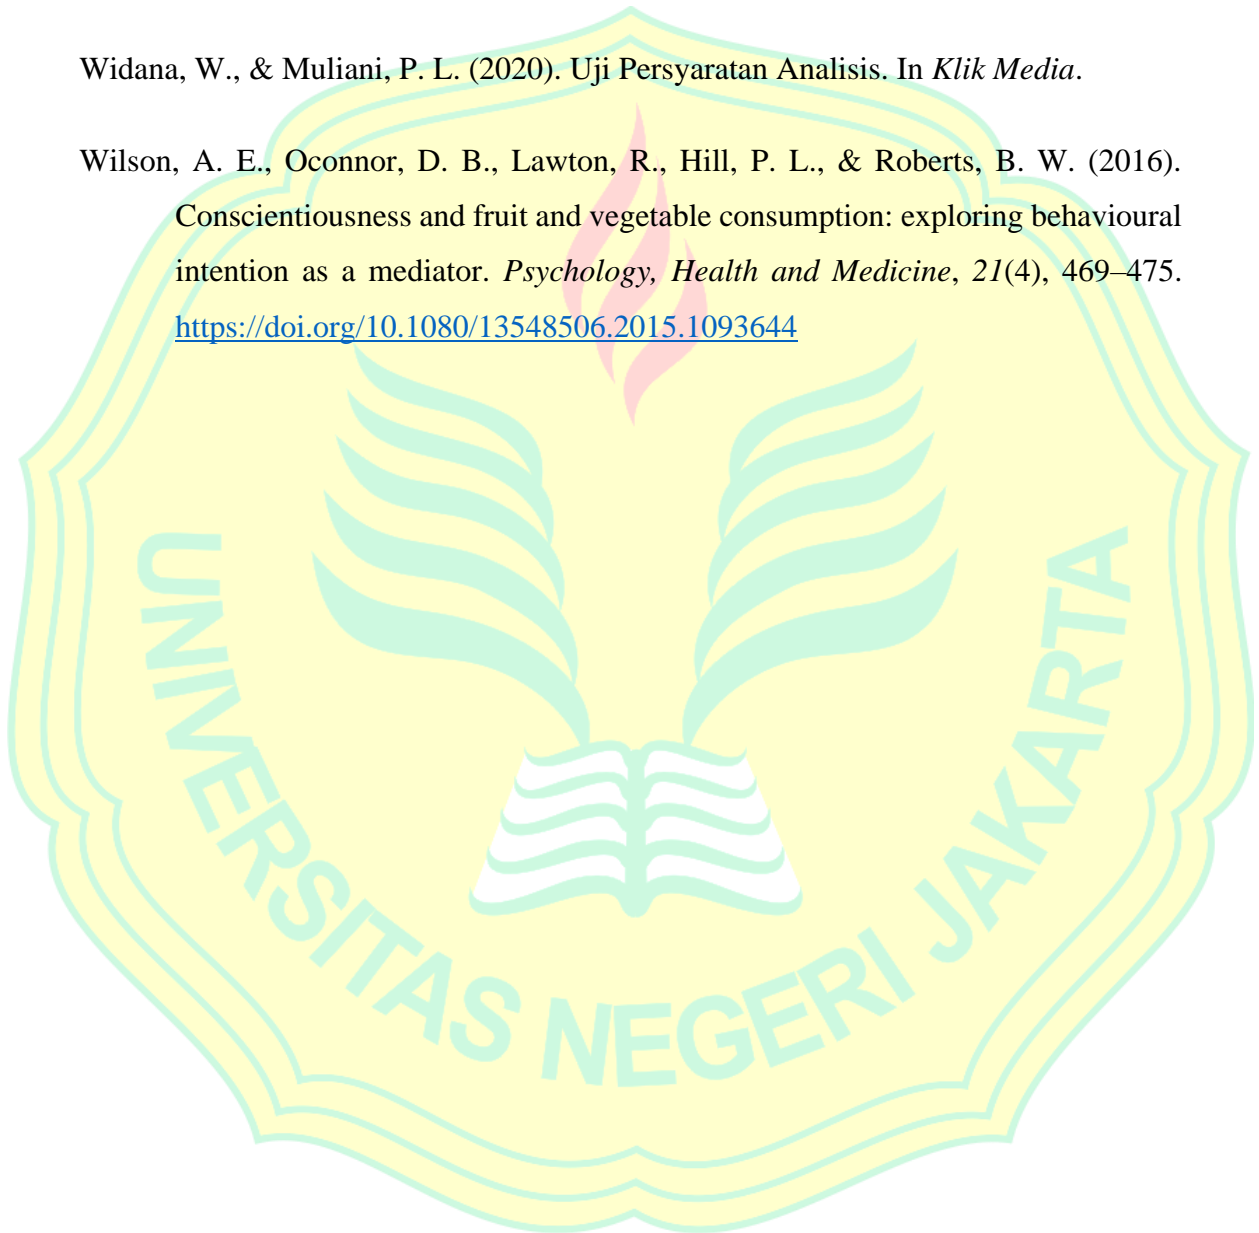 Widana, W., & Muliani, P. L. (2020). Uji Persyaratan Analisis. In Klik Media.
Wilson, A. E., Oconnor, D. B., Lawton, R., Hill, P. L., & Roberts, B. W. (2016).
Conscientiousness and fruit and vegetable consumption: exploring behavioural
intention as a mediator. Psychology, Health and Medicine, 21(4), 469–475.
https://doi.org/10.1080/13548506.2015.1093644
UNIVERSITAS NEGERI JAKARTA